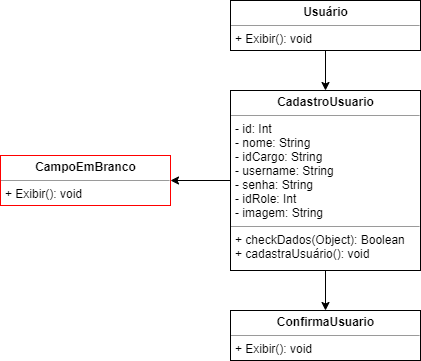 Usuário
+ Exibir(): void
CadastroUsuario
- id: Int
- nome: String
- idCargo: String
- username: String
- senha: String
- idRole: Int
- imagem: String
+ checkDados(Object): Boolean
+ cadastraUsuário(): void
CampoEmBranco
+ Exibir(): void
ConfirmaUsuario
+ Exibir(): void